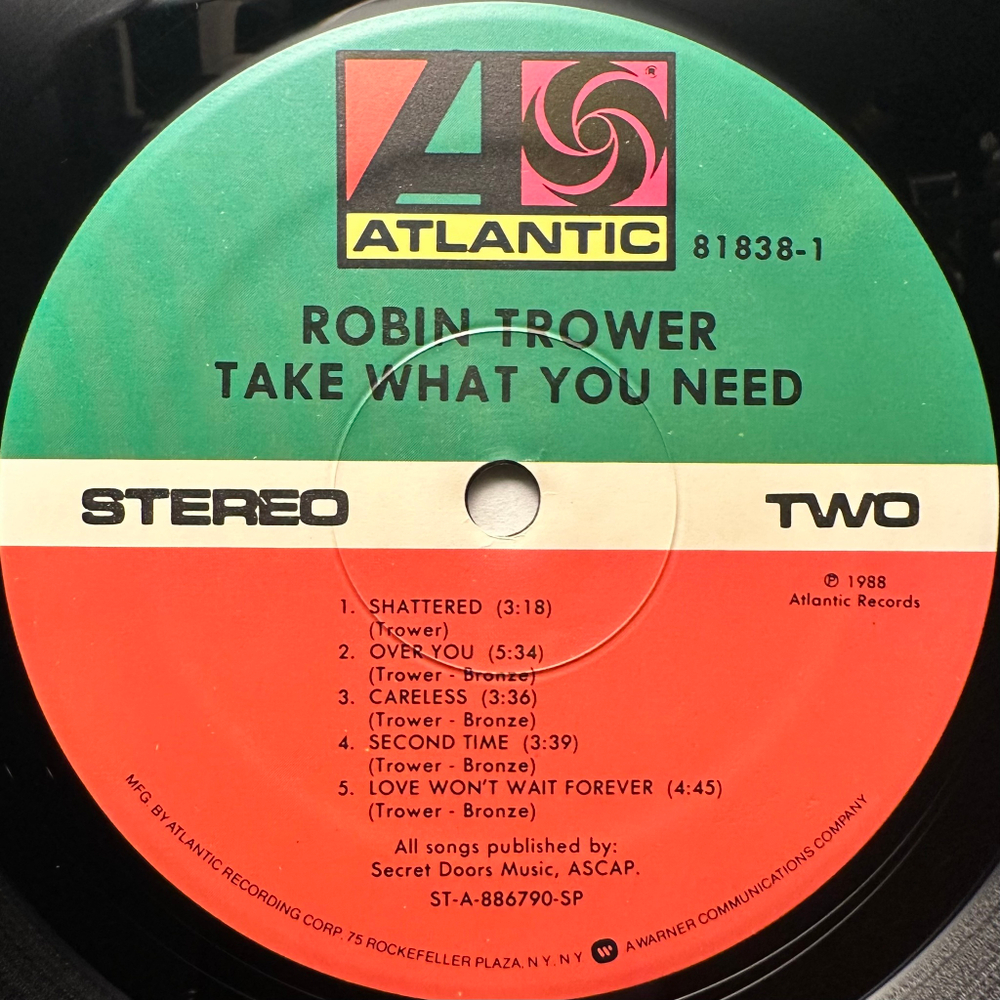 A
®
ATLANTIC
81838-1
ROBIN TROWER
TAKE WHAT YOU NEED
STEREO
TWO
℗ 1988
Atlantic Records
1. SHATTERED (3:18)
(Trower)
2. OVER YOU (5:34)
(Trower - Bronze)
3. CARELESS (3:36)
(Trower - Bronze)
4. SECOND TIME (3:39)
(Trower - Bronze)
5. LOVE WON'T WAIT FOREVER (4:45)
(Trower - Bronze)
All songs published by:
Secret Doors Music, ASCAP.
ST-A-886790-SP
MFG. BY ATLANTIC RECORDING CORP. 75 ROCKEFELLER PLAZA, N.Y. N.Y. A WARNER COMMUNICATIONS COMPANY